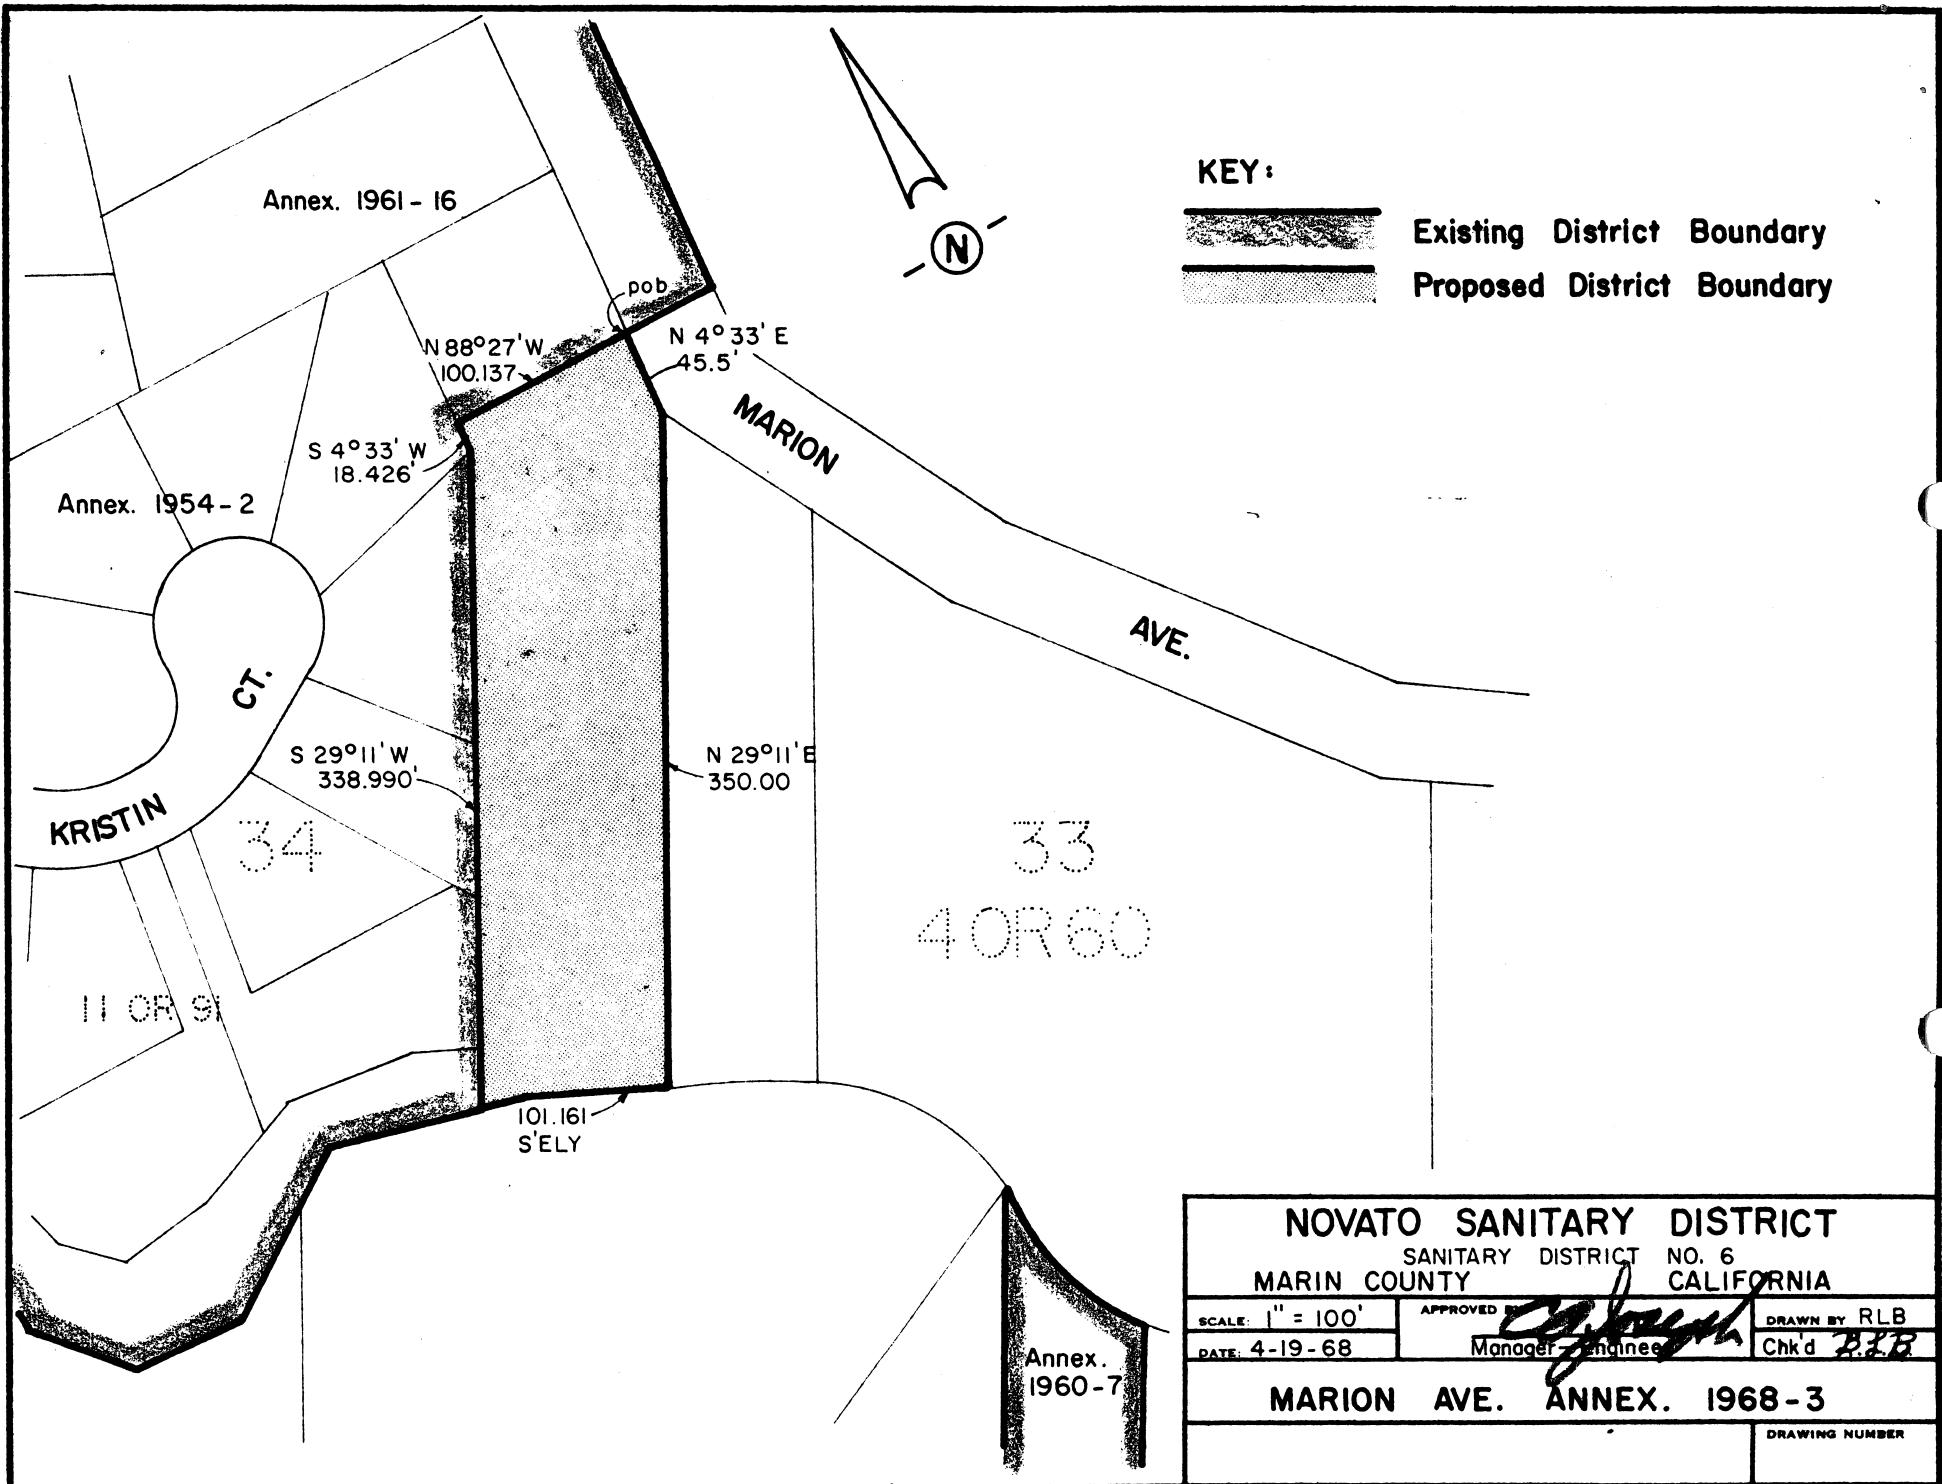 Annex. 1961-16
KEY:
Existing District Boundary
Proposed District Boundary
N
pob
N 88°27' W
100.137
N 4°33' E
45.5'
S 4°33' W
18.426'
MARION
AVE.
Annex. 1954-2
CT.
KRISTIN
S 29°11' W
338.990'
N 29°11' E
350.00
34
33
4 OR 60
11 OR 91
101.161
S'ELY
Annex.
1960-7
NOVATO SANITARY DISTRICT
SANITARY DISTRICT NO. 6
MARIN COUNTY CALIFORNIA
SCALE: 1" = 100'
APPROVED BY
DRAWN BY RLB
DATE: 4-19-68
Manager-Engineer
Chk'd B.L.B.
MARION AVE. ANNEX. 1968-3
DRAWING NUMBER